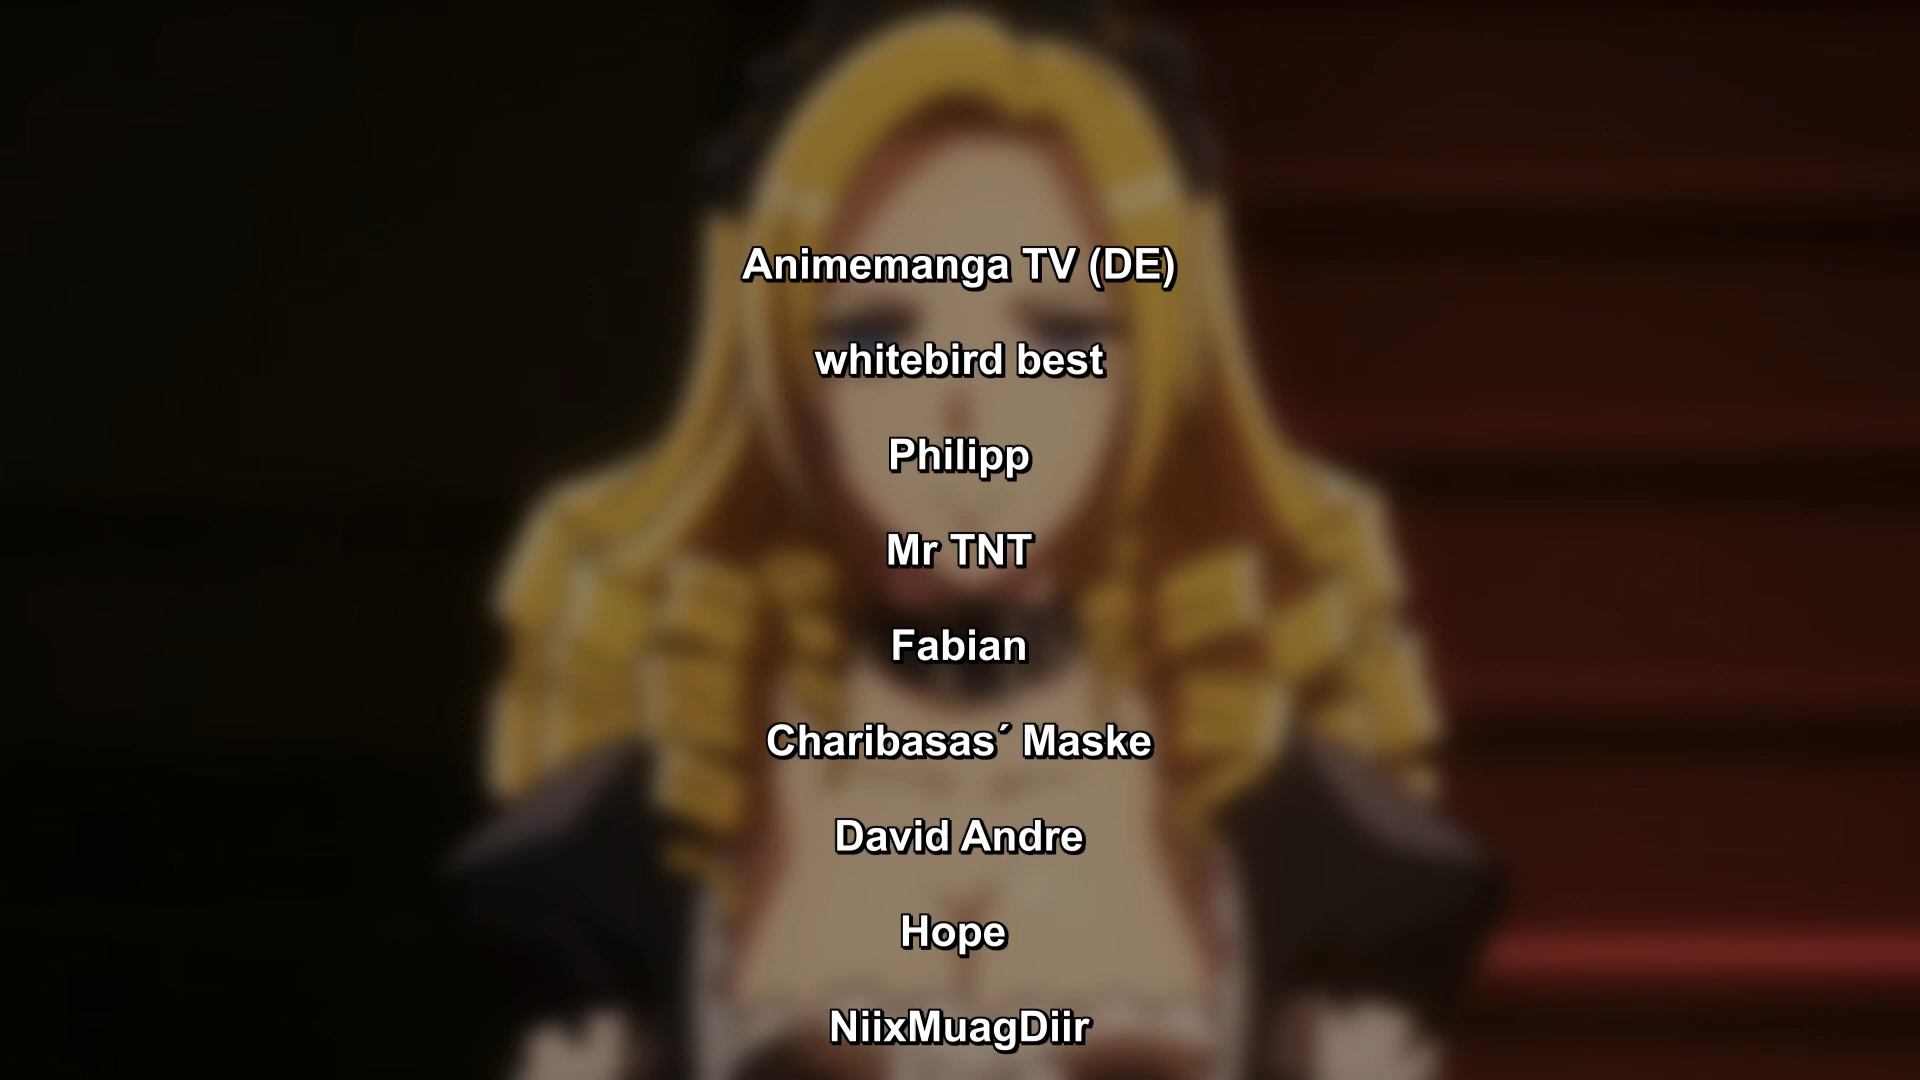 Animemanga TV (DE)
whitebird best
Philipp
Mr TNT
Fabian
Charibasas´ Maske
David Andre
Hope
NiixMuagDiir